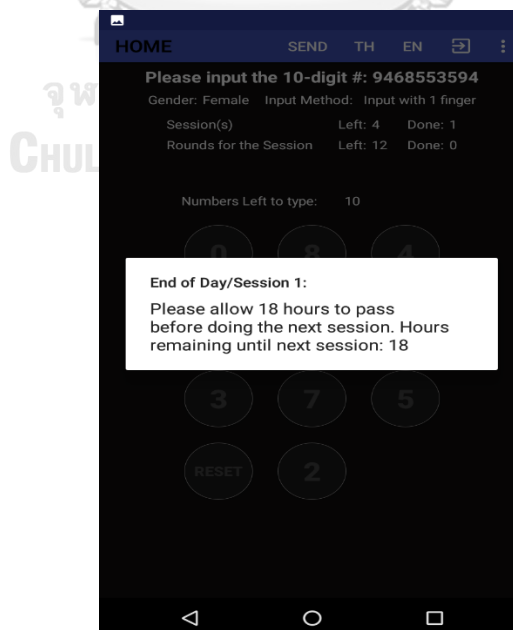 HOME SEND TH EN
Please input the 10-digit #: 9468553594
Gender: Female Input Method: Input with 1 finger
Session(s) Left: 4 Done: 1
Rounds for the Session Left: 12 Done: 0
Numbers Left to type: 10
0 8 4
End of Day/Session 1:
Please allow 18 hours to pass
before doing the next session. Hours
remaining until next session: 18
3 7 5
RESET 2
จุฬ
CHUL